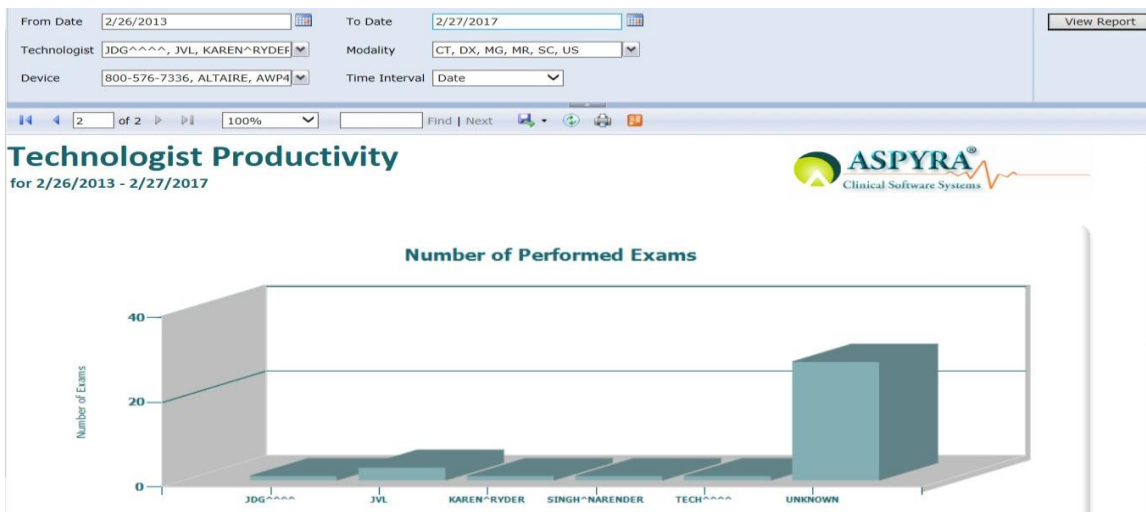 From Date 2/26/2013 To Date 2/27/2017 View Report
Technologist JDG^^^^, JVL, KAREN^RYDER Modality CT, DX, MG, MR, SC, US
Device 800-576-7336, ALTAIRE, AWP4 Time Interval Date
2 of 2 100% Find | Next
Technologist Productivity
for 2/26/2013 - 2/27/2017
ASPYRA®
Clinical Software Systems
Number of Performed Exams
40
20
0
Number of Exams
JDG^^^^ JVL KAREN^RYDER SINGH^NARENDER TECH^^^^ UNKNOWN